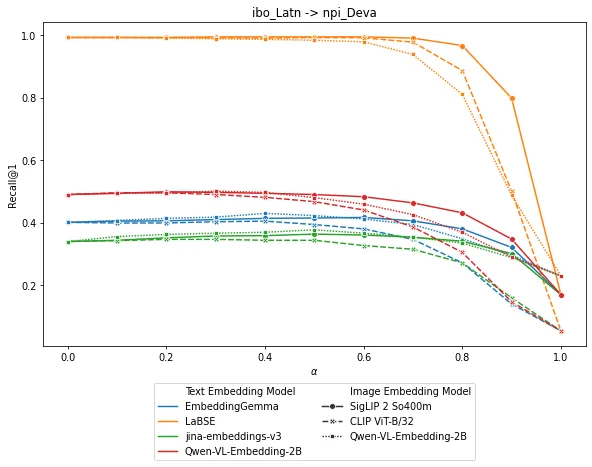 ibo_Latn -> npi_Deva
Recall@1
1.0
0.8
0.6
0.4
0.2
0.0 0.2 0.4 0.6 0.8 1.0
α
Text Embedding Model
EmbeddingGemma
LaBSE
jina-embeddings-v3
Qwen-VL-Embedding-2B
Image Embedding Model
SigLIP 2 So400m
CLIP ViT-B/32
Qwen-VL-Embedding-2B